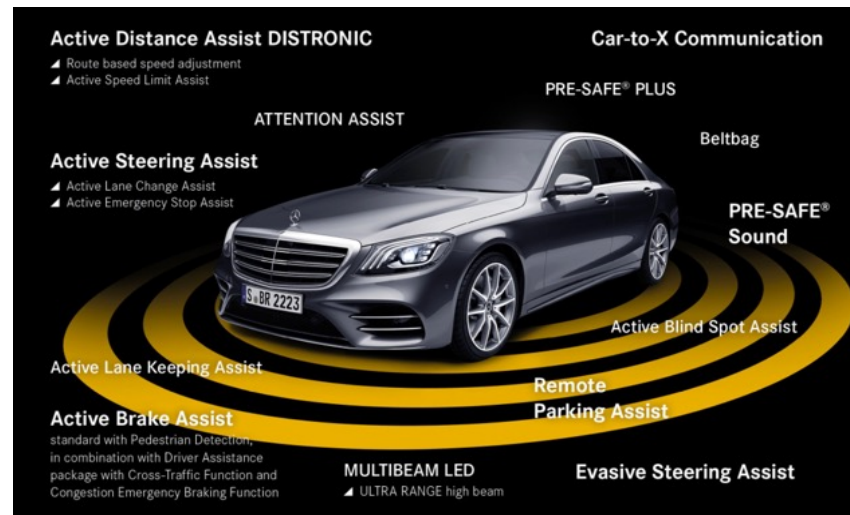 Active Distance Assist DISTRONIC
Route based speed adjustment
Active Speed Limit Assist
Car-to-X Communication
PRE-SAFE® PLUS
ATTENTION ASSIST
Beltbag
Active Steering Assist
Active Lane Change Assist
Active Emergency Stop Assist
PRE-SAFE®
Sound
S BR 2223
Active Blind Spot Assist
Active Lane Keeping Assist
Remote
Parking Assist
Active Brake Assist
standard with Pedestrian Detection,
in combination with Driver Assistance
package with Cross-Traffic Function and
Congestion Emergency Braking Function
MULTIBEAM LED
ULTRA RANGE high beam
Evasive Steering Assist